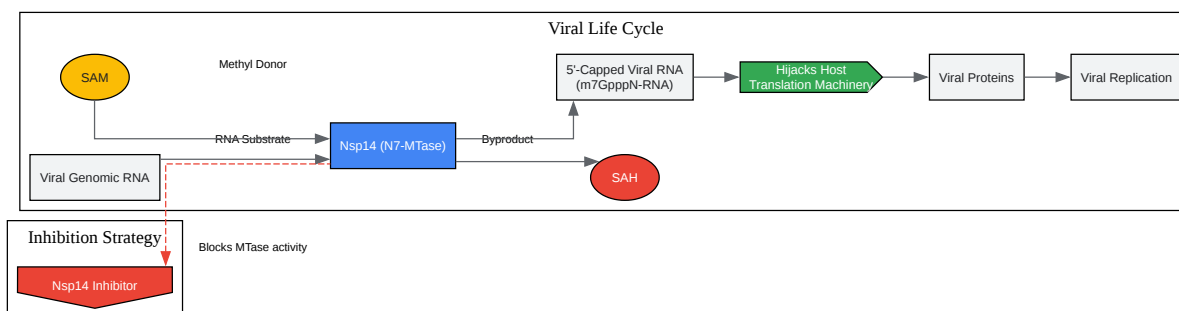 Viral Life Cycle
SAM
Methyl Donor
5'-Capped Viral RNA
(m7GpppN-RNA)
Hijacks Host
Translation Machinery
Viral Proteins
Viral Replication
RNA Substrate
Nsp14 (N7-MTase)
Byproduct
Viral Genomic RNA
SAH
Inhibition Strategy
Blocks MTase activity
Nsp14 Inhibitor